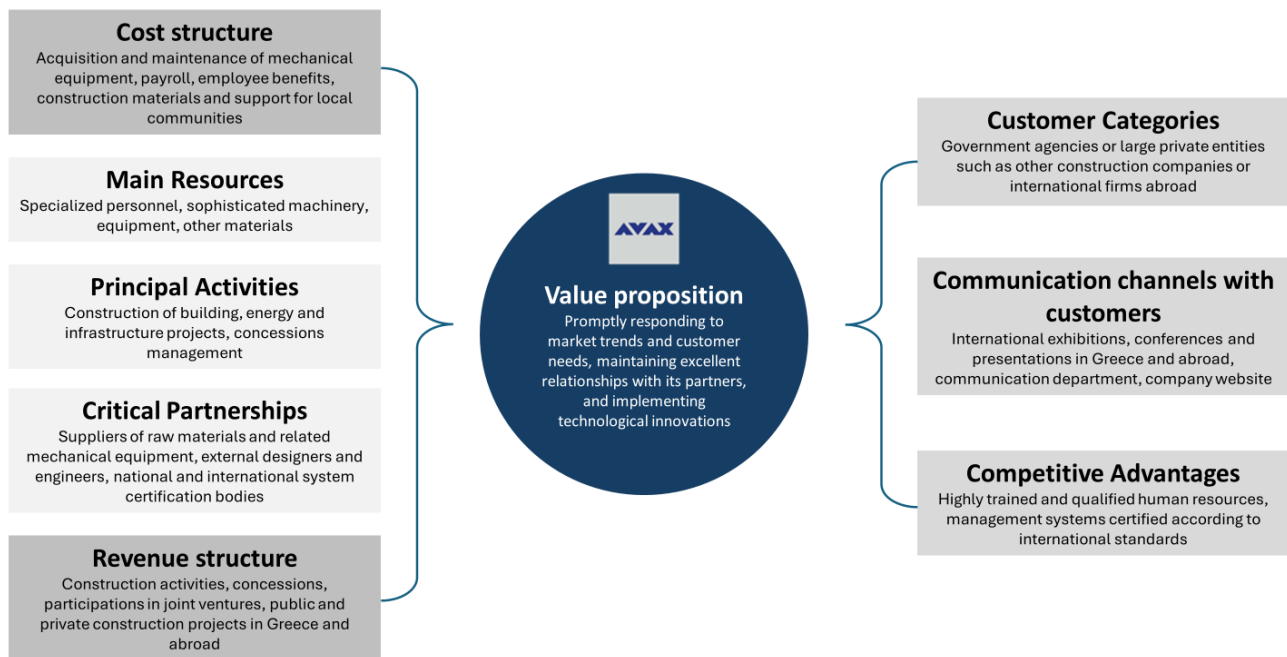 Cost structure
Acquisition and maintenance of mechanical
equipment, payroll, employee benefits,
construction materials and support for local
communities
Main Resources
Specialized personnel, sophisticated machinery,
equipment, other materials
Principal Activities
Construction of building, energy and
infrastructure projects, concessions
management
Critical Partnerships
Suppliers of raw materials and related
mechanical equipment, external designers and
engineers, national and international system
certification bodies
Revenue structure
Construction activities, concessions,
participations in joint ventures, public and
private construction projects in Greece and
abroad
AVAX
Value proposition
Promptly responding to
market trends and customer
needs, maintaining excellent
relationships with its partners,
and implementing
technological innovations
Customer Categories
Government agencies or large private entities
such as other construction companies or
international firms abroad
Communication channels with
customers
International exhibitions, conferences and
presentations in Greece and abroad,
communication department, company website
Competitive Advantages
Highly trained and qualified human resources,
management systems certified according to
international standards